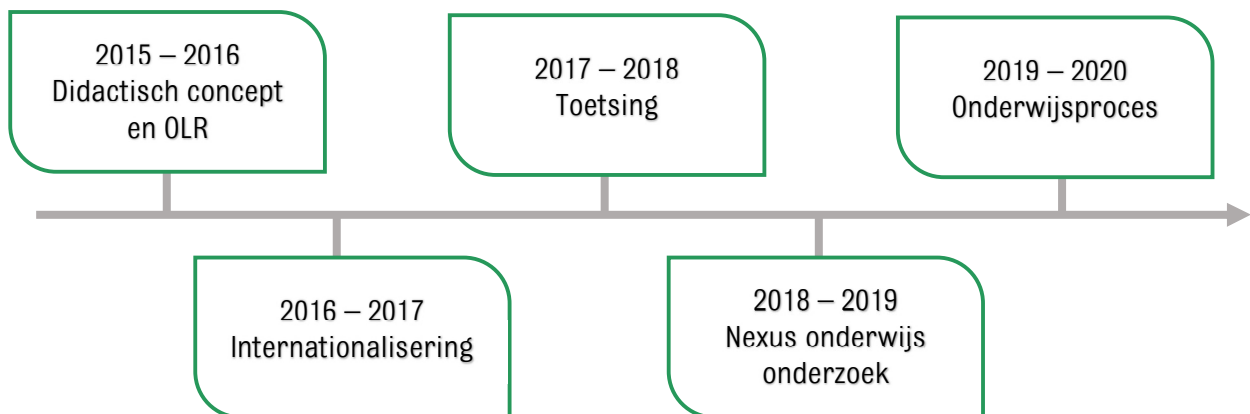 2015 – 2016
Didactisch concept
en OLR
2016 – 2017
Internationalisering
2017 – 2018
Toetsing
2018 – 2019
Nexus onderwijs
onderzoek
2019 – 2020
Onderwijsproces